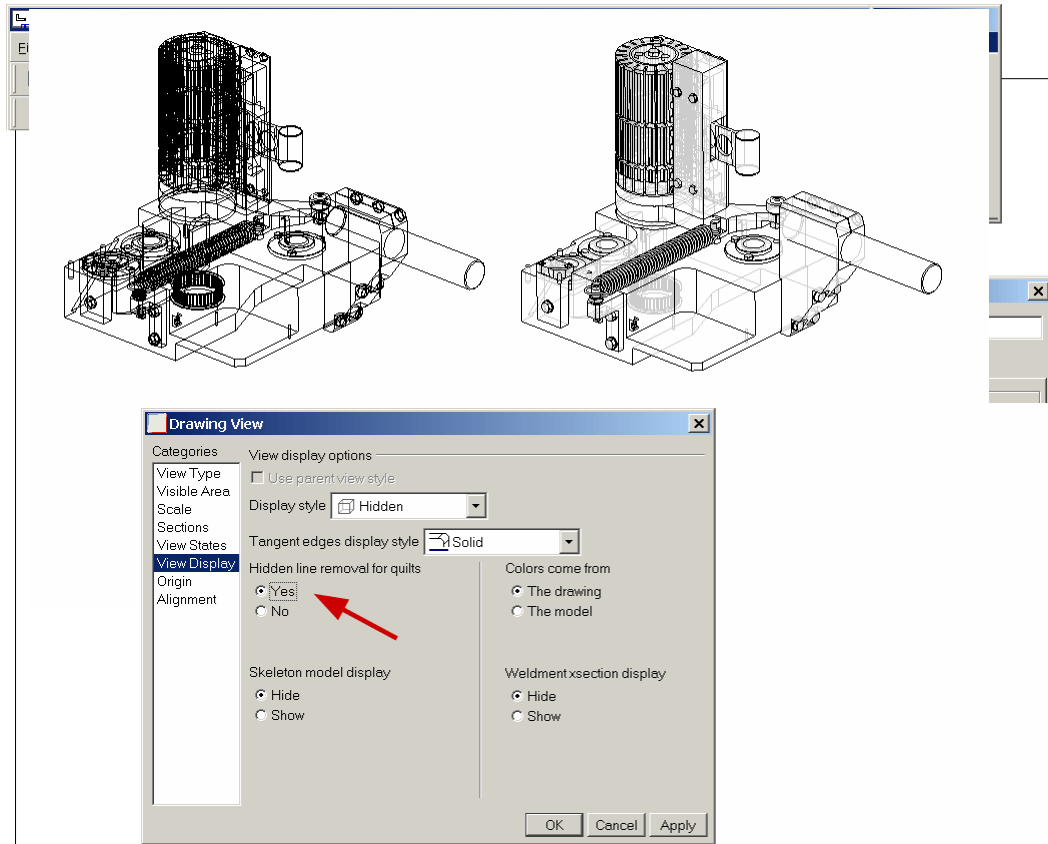 Drawing View
Categories
View Type
Visible Area
Scale
Sections
View States
View Display
Origin
Alignment
View display options
Use parent view style
Display style Hidden
Tangent edges display style Solid
Hidden line removal for quilts
Yes
No
Colors come from
The drawing
The model
Skeleton model display
Hide
Show
Weldment xsection display
Hide
Show
OK Cancel Apply